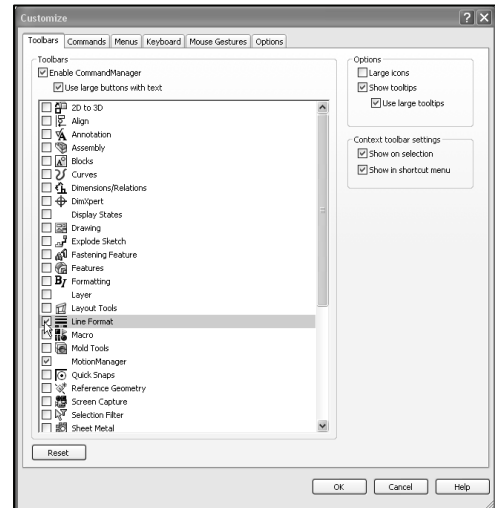 Customize
Toolbars Commands Menus Keyboard Mouse Gestures Options
Toolbars
Enable CommandManager
Use large buttons with text
2D to 3D
Align
Annotation
Assembly
Blocks
Curves
Dimensions/Relations
DimXpert
Display States
Drawing
Explode Sketch
Fastening Feature
Features
Formatting
Layer
Layout Tools
Line Format
Macro
Mold Tools
MotionManager
Quick Snaps
Reference Geometry
Screen Capture
Selection Filter
Sheet Metal
Reset
Options
Large icons
Show tooltips
Use large tooltips
Context toolbar settings
Show on selection
Show in shortcut menu
OK Cancel Help